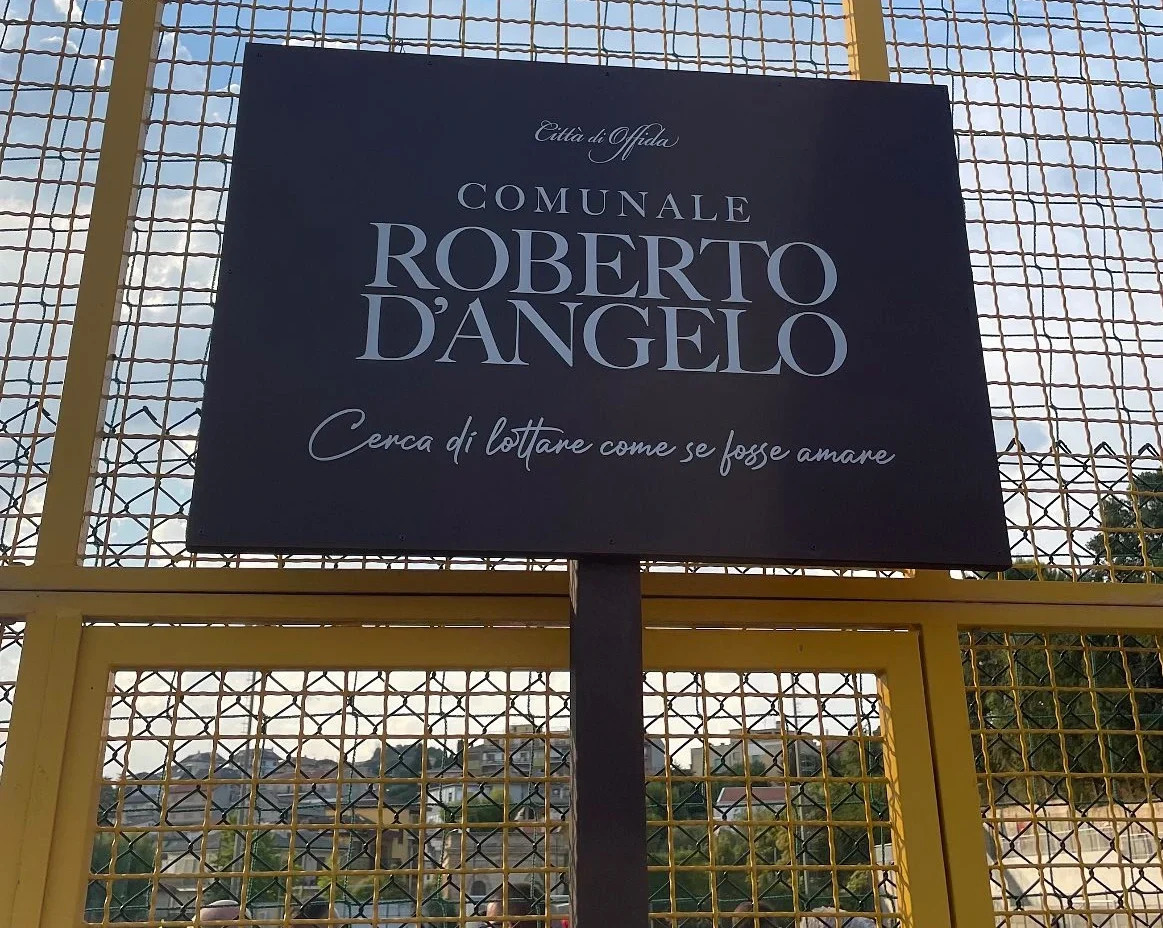 Città di Offida
COMUNALE
ROBERTO
D'ANGELO
Cerca di lottare come se fosse amare